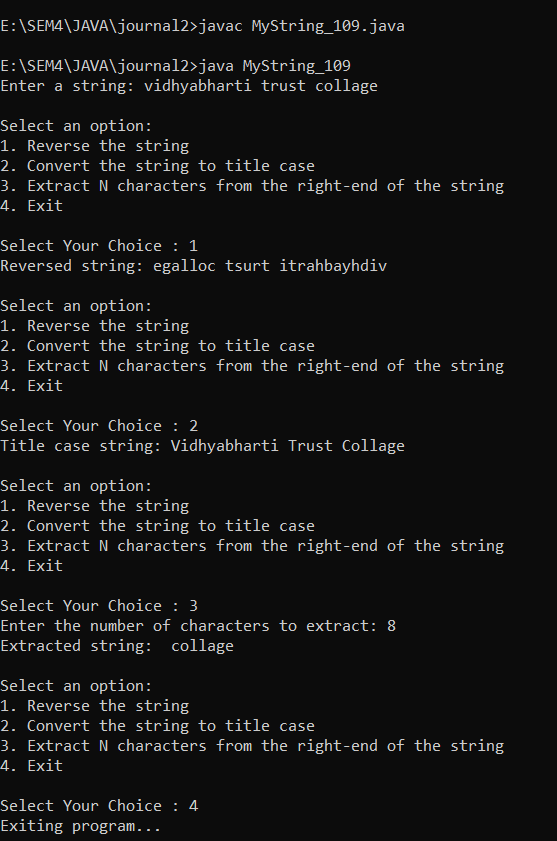 E:\SEM4\JAVA\journal2>javac MyString_109.java
E:\SEM4\JAVA\journal2>java MyString_109
Enter a string: vidhyabharti trust collage
Select an option:
1. Reverse the string
2. Convert the string to title case
3. Extract N characters from the right-end of the string
4. Exit
Select Your Choice : 1
Reversed string: egalloc tsurt itrahbayhdiv
Select an option:
1. Reverse the string
2. Convert the string to title case
3. Extract N characters from the right-end of the string
4. Exit
Select Your Choice : 2
Title case string: Vidhyabharti Trust Collage
Select an option:
1. Reverse the string
2. Convert the string to title case
3. Extract N characters from the right-end of the string
4. Exit
Select Your Choice : 3
Enter the number of characters to extract: 8
Extracted string:  collage
Select an option:
1. Reverse the string
2. Convert the string to title case
3. Extract N characters from the right-end of the string
4. Exit
Select Your Choice : 4
Exiting program...